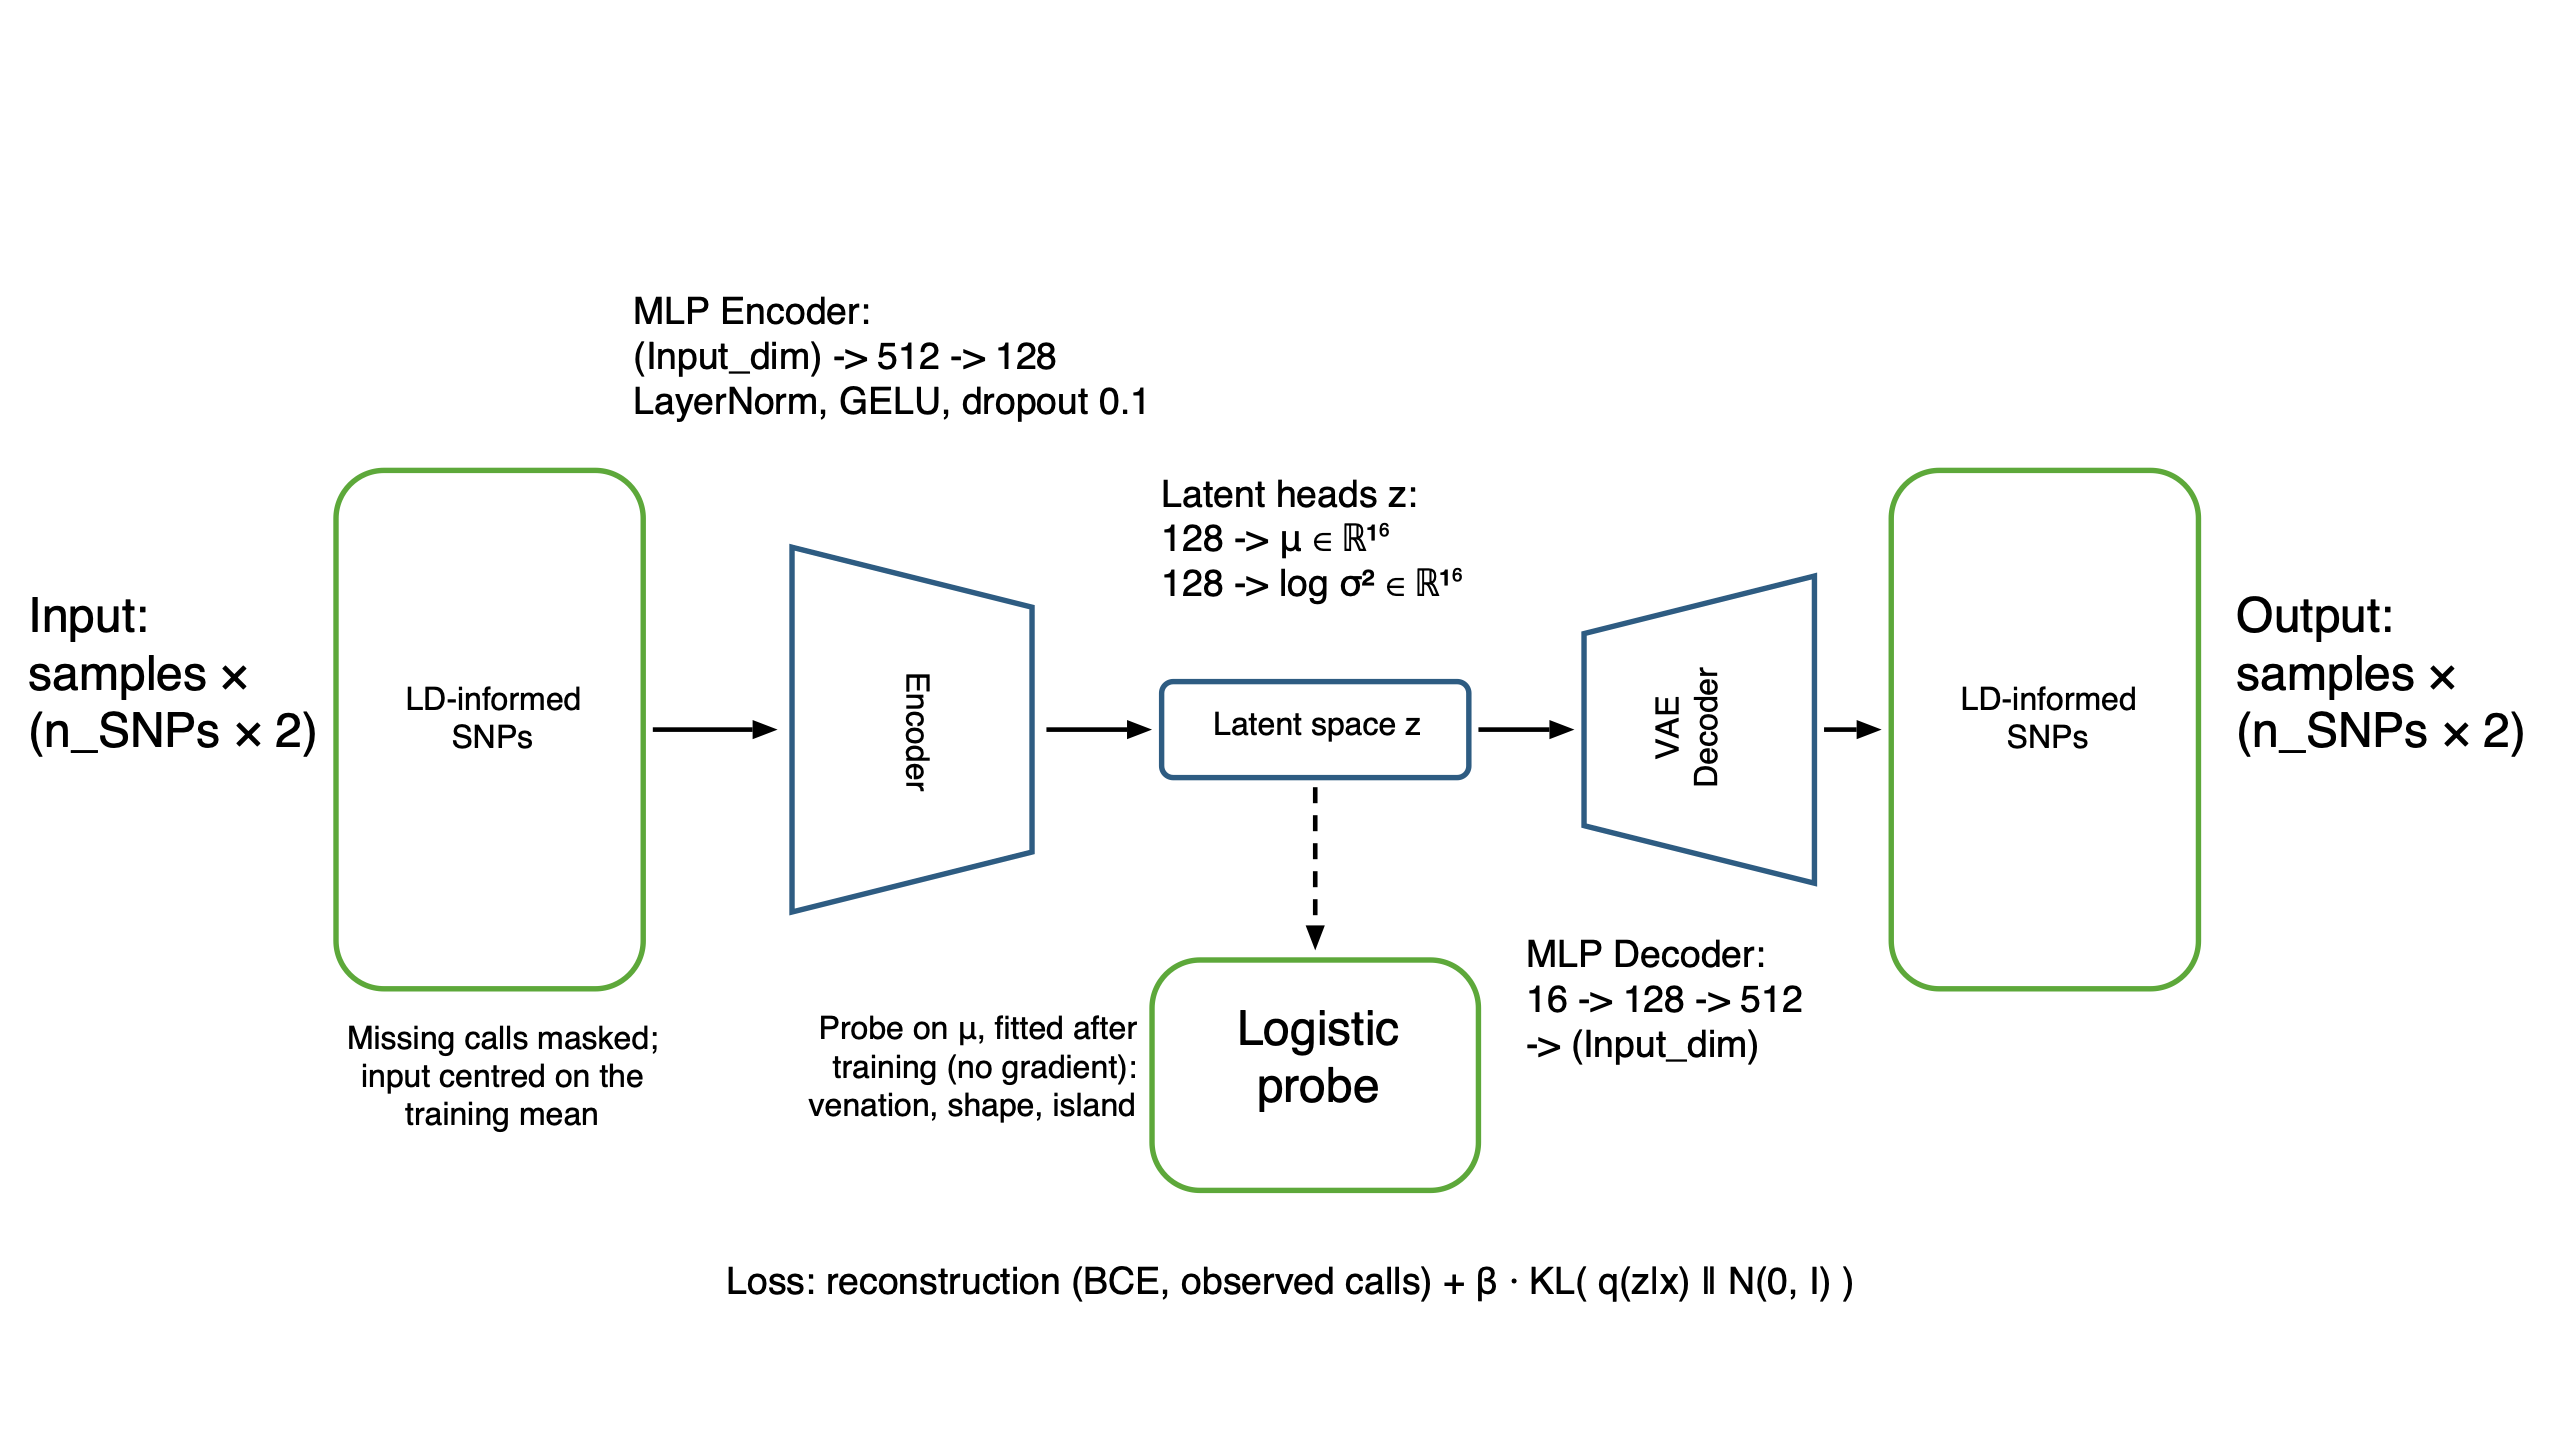 MLP Encoder:
(Input_dim) -> 512 -> 128
LayerNorm, GELU, dropout 0.1
Latent heads z:
128 -> μ ∈ ℝ¹⁶
128 -> log σ² ∈ ℝ¹⁶
Input:
samples ×
(n_SNPs × 2)
LD-informed
SNPs
Encoder
Latent space z
VAE
Decoder
LD-informed
SNPs
Output:
samples ×
(n_SNPs × 2)
Missing calls masked;
input centred on the
training mean
Probe on μ, fitted after
training (no gradient):
venation, shape, island
Logistic
probe
MLP Decoder:
16 -> 128 -> 512
-> (Input_dim)
Loss: reconstruction (BCE, observed calls) + β · KL( q(z|x) ‖ N(0, I) )